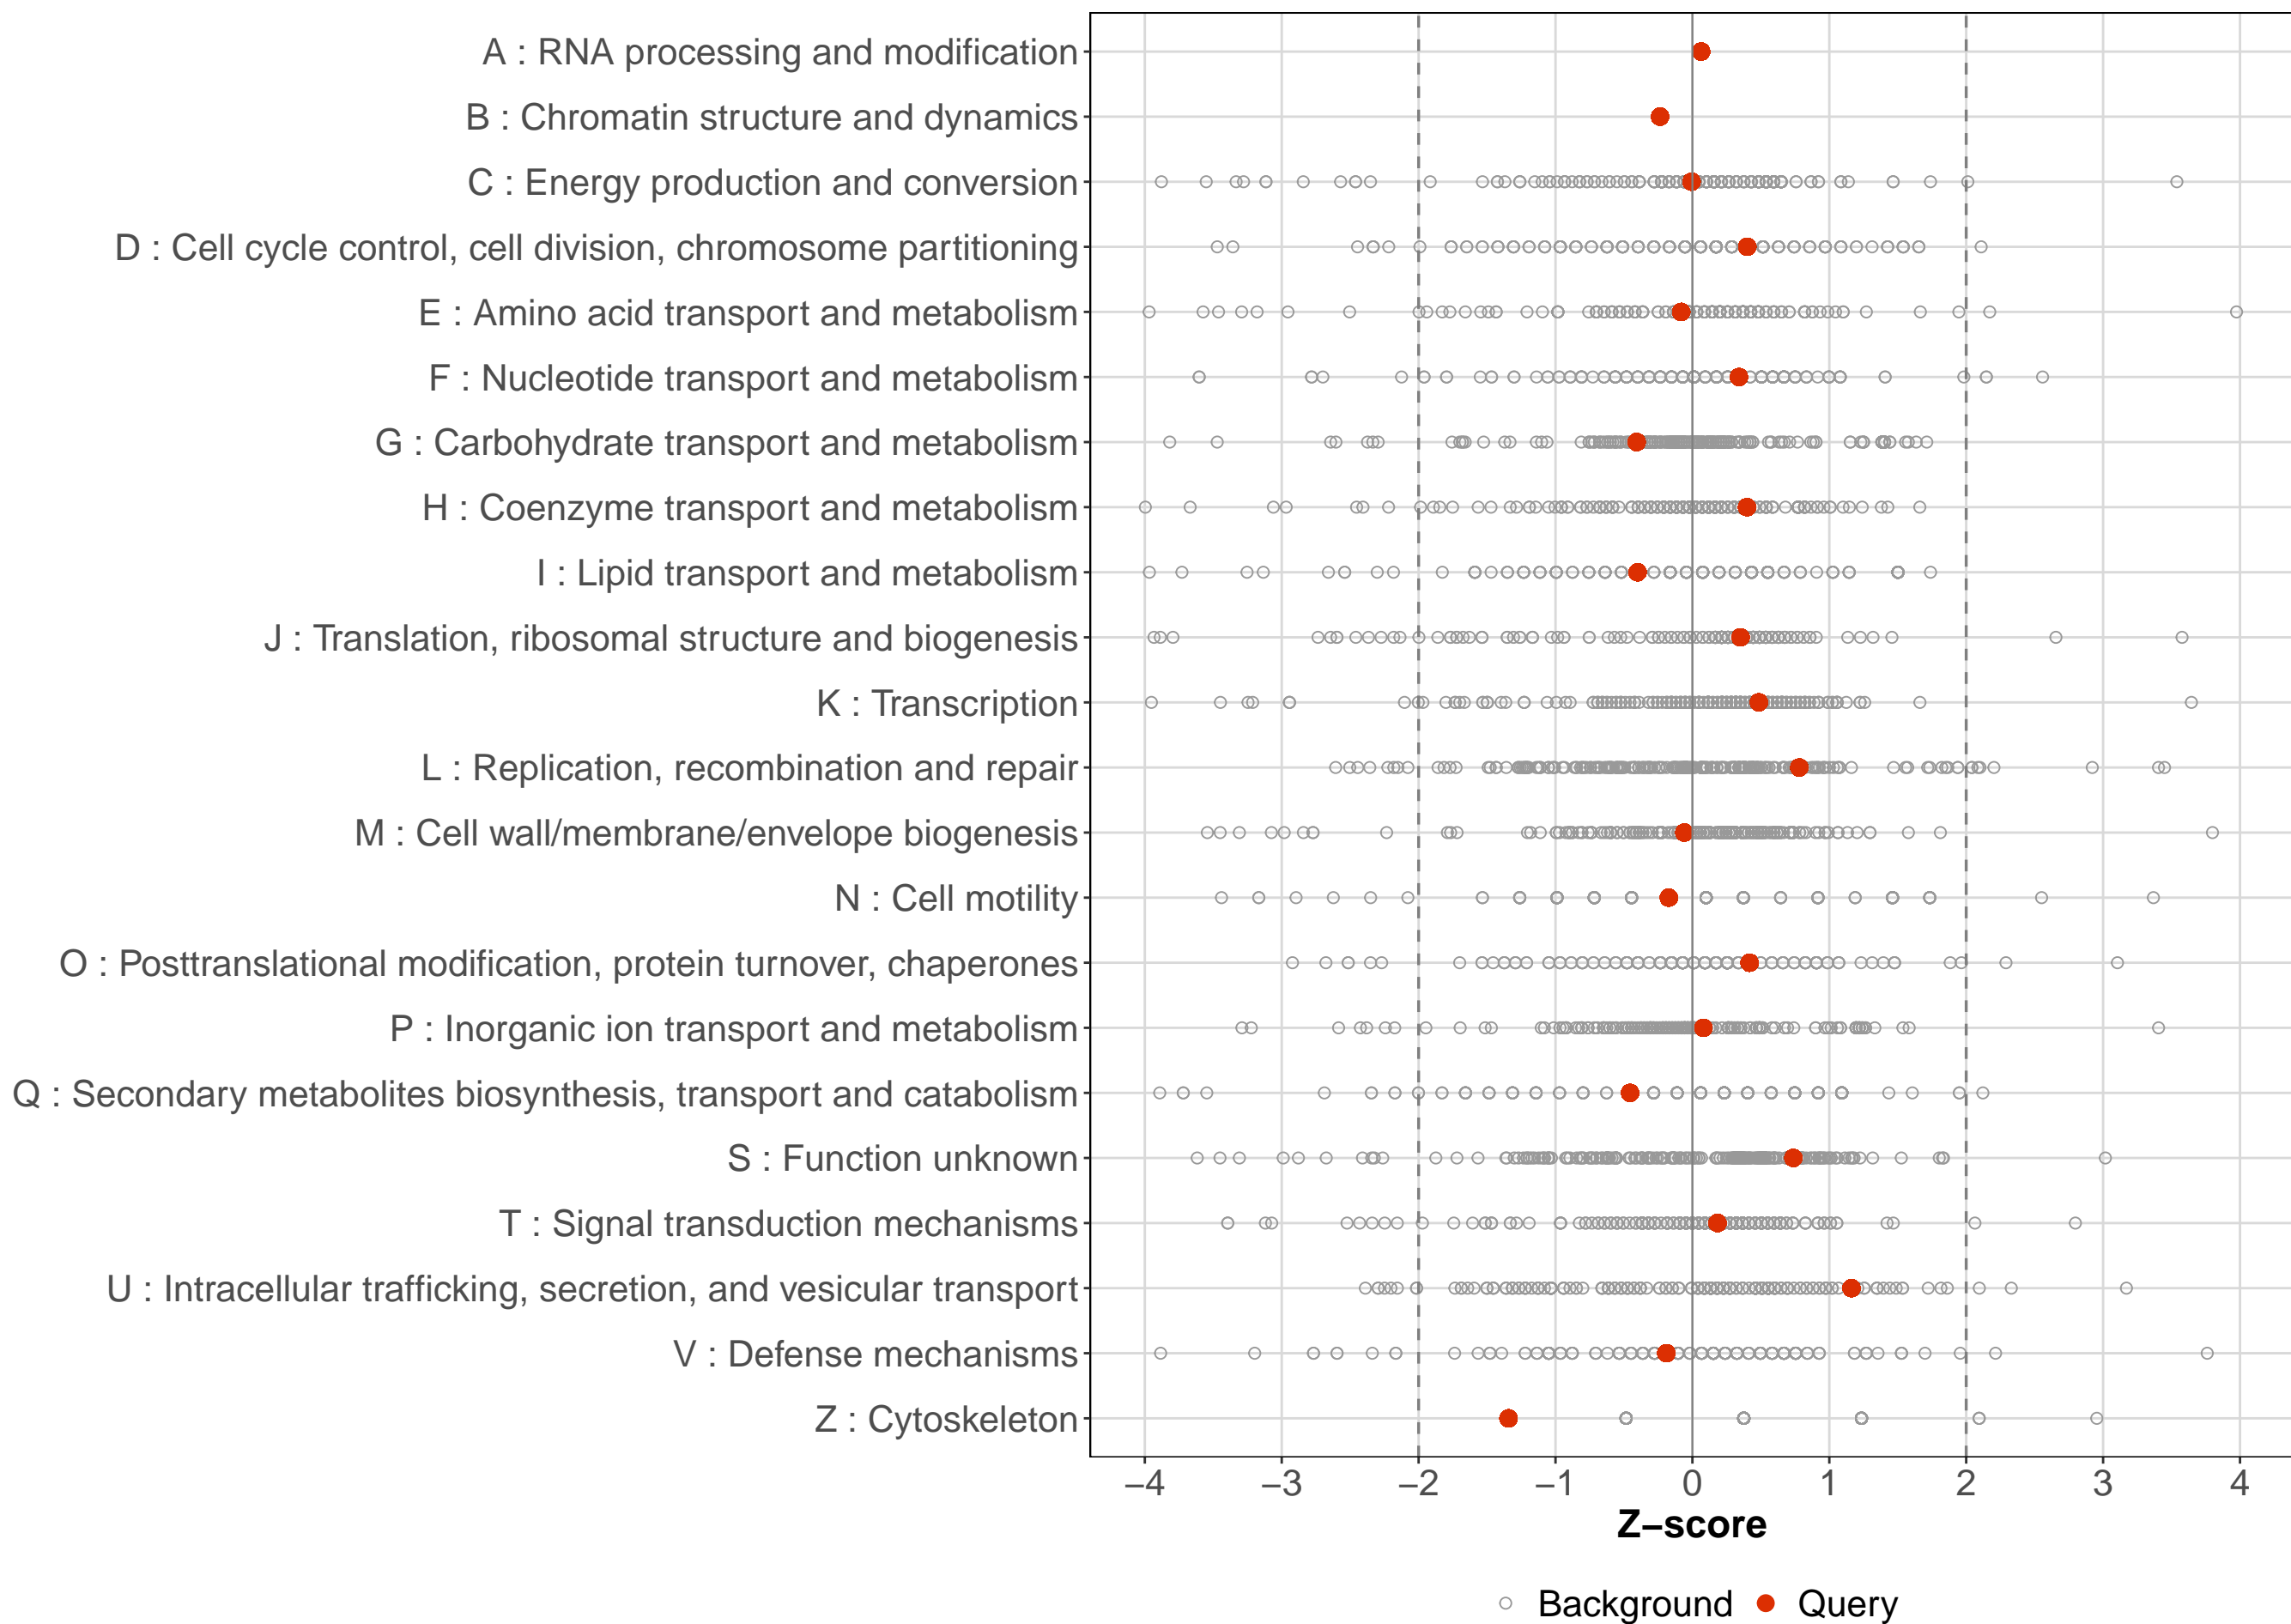 A : RNA processing and modification
B : Chromatin structure and dynamics
C : Energy production and conversion
D : Cell cycle control, cell division, chromosome partitioning
E : Amino acid transport and metabolism
F : Nucleotide transport and metabolism
G : Carbohydrate transport and metabolism
H : Coenzyme transport and metabolism
I : Lipid transport and metabolism
J : Translation, ribosomal structure and biogenesis
K : Transcription
L : Replication, recombination and repair
M : Cell wall/membrane/envelope biogenesis
N : Cell motility
O : Posttranslational modification, protein turnover, chaperones
P : Inorganic ion transport and metabolism
Q : Secondary metabolites biosynthesis, transport and catabolism
S : Function unknown
T : Signal transduction mechanisms
U : Intracellular trafficking, secretion, and vesicular transport
V : Defense mechanisms
Z : Cytoskeleton
−4 −3 −2 −1 0 1 2 3 4
Z−score
Background Query